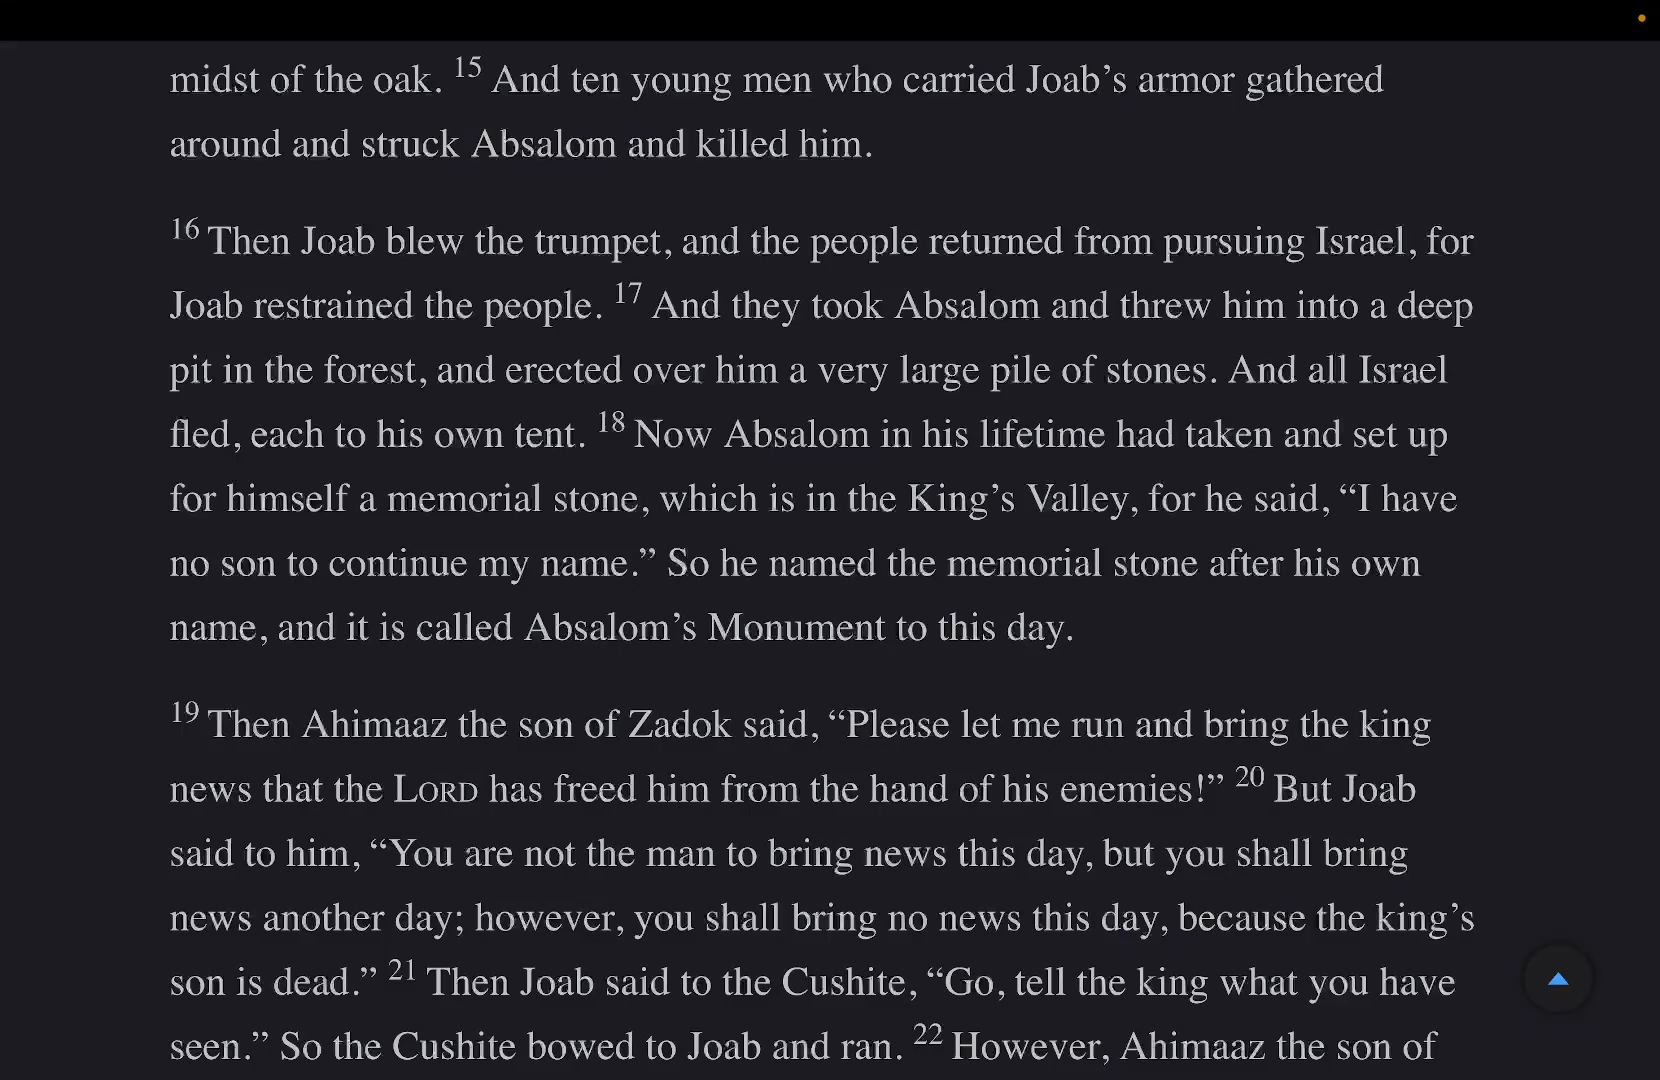 midst of the oak. 15 And ten young men who carried Joab’s armor gathered
around and struck Absalom and killed him.
16 Then Joab blew the trumpet, and the people returned from pursuing Israel, for
Joab restrained the people. 17 And they took Absalom and threw him into a deep
pit in the forest, and erected over him a very large pile of stones. And all Israel
fled, each to his own tent. 18 Now Absalom in his lifetime had taken and set up
for himself a memorial stone, which is in the King’s Valley, for he said, “I have
no son to continue my name.” So he named the memorial stone after his own
name, and it is called Absalom’s Monument to this day.
19 Then Ahimaaz the son of Zadok said, “Please let me run and bring the king
news that the LORD has freed him from the hand of his enemies!” 20 But Joab
said to him, “You are not the man to bring news this day, but you shall bring
news another day; however, you shall bring no news this day, because the king’s
son is dead.” 21 Then Joab said to the Cushite, “Go, tell the king what you have
seen.” So the Cushite bowed to Joab and ran. 22 However, Ahimaaz the son of